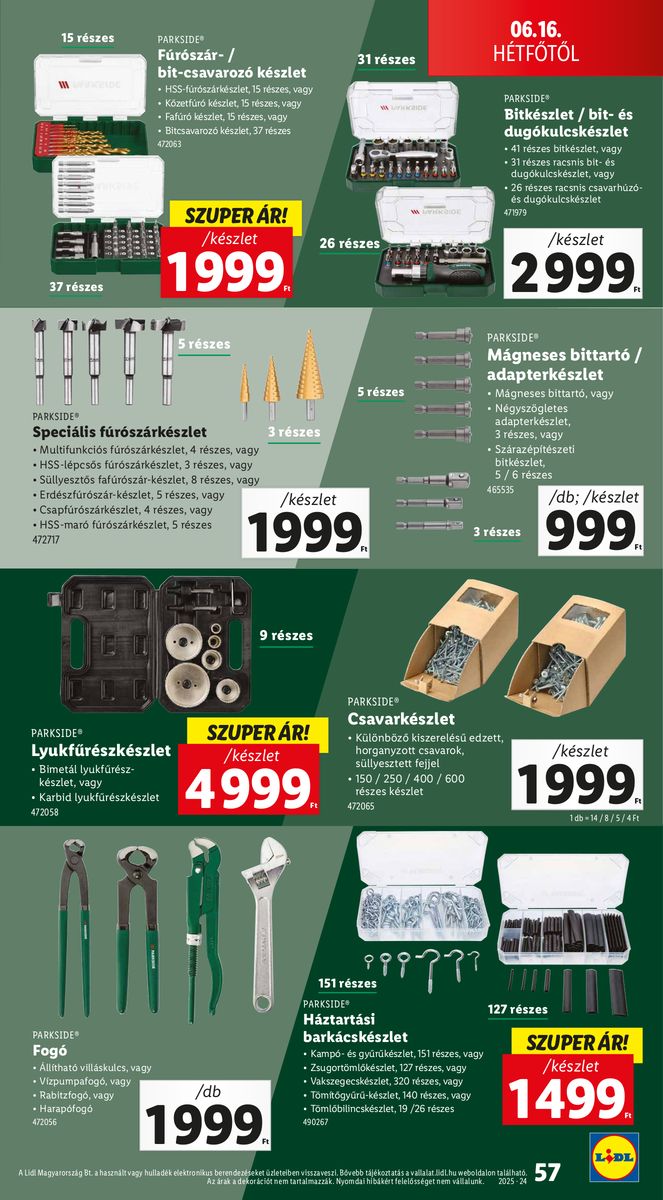 06.16.
HÉTFŐTŐL
15 részes
PARKSIDE®
Fúrószár- /
bit-csavarozó készlet
• HSS-fúrószárkészlet, 15 részes, vagy
• Kőzetfúró készlet, 15 részes, vagy
• Fafúró készlet, 15 részes, vagy
• Bitcsavarozó készlet, 37 részes
472063
PARKSIDE
SZUPER ÁR!
/készlet
1999 Ft
37 részes
31 részes
PARKSIDE®
Bitkészlet / bit- és
dugókulcskészlet
• 41 részes bitkészlet, vagy
• 31 részes racsnis bit- és
dugókulcskészlet, vagy
• 26 részes racsnis csavarhúzó-
és dugókulcskészlet
471979
PARKSIDE
PARKSIDE
26 részes
/készlet
2999 Ft
5 részes
3 részes
PARKSIDE®
Speciális fúrószárkészlet
• Multifunkciós fúrószárkészlet, 4 részes, vagy
• HSS-lépcsős fúrószárkészlet, 3 részes, vagy
• Süllyesztős fafúrószár-készlet, 8 részes, vagy
• Erdészfúrószár-készlet, 5 részes, vagy
• Csapfúrószárkészlet, 4 részes, vagy
• HSS-maró fúrószárkészlet, 5 részes
472717
/készlet
1999 Ft
PARKSIDE®
Mágneses bittartó /
adapterkészlet
• Mágneses bittartó, vagy
• Négyszögletes
adapterkészlet,
3 részes, vagy
• Szárazépítészeti
bitkészlet,
5 / 6 részes
465535
5 részes
3 részes
/db; /készlet
999 Ft
9 részes
PARKSIDE®
Lyukfűrészkészlet
• Bimetál lyukfűrész-
készlet, vagy
• Karbid lyukfűrészkészlet
472058
SZUPER ÁR!
/készlet
4999 Ft
PARKSIDE®
Csavarkészlet
• Különböző kiszerelésű edzett,
horganyzott csavarok,
süllyesztett fejjel
• 150 / 250 / 400 / 600
részes készlet
472065
/készlet
1999 Ft
1 db = 14 / 8 / 5 / 4 Ft
PARKSIDE®
Fogó
• Állítható villáskulcs, vagy
• Vízpumpafogó, vagy
• Rabitzfogó, vagy
• Harapófogó
472056
/db
1999 Ft
151 részes
127 részes
PARKSIDE®
Háztartási
barkácskészlet
• Kampó- és gyűrűkészlet, 151 részes, vagy
• Zsugortömlőkészlet, 127 részes, vagy
• Vakszegecskészlet, 320 részes, vagy
• Tömítőgyűrű-készlet, 140 részes, vagy
• Tömlőbilincskészlet, 19 /26 részes
490267
SZUPER ÁR!
/készlet
1499 Ft
A Lidl Magyarország Bt. a használt vagy hulladék elektronikus berendezéseket üzleteiben visszaveszi. Bővebb tájékoztatás a vallalat.lidl.hu weboldalon található.
Az árak a dekorációt nem tartalmazzák. Nyomdai hibákért felelősséget nem vállalunk. 2025 - 24
57
LIDL